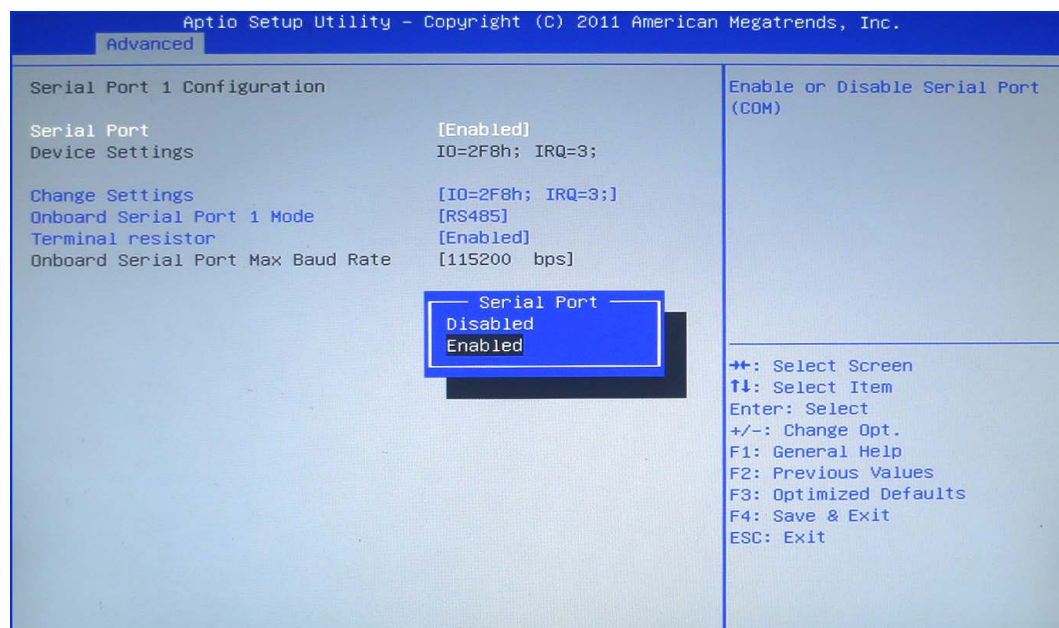 Aptio Setup Utility – Copyright (C) 2011 American Megatrends, Inc.
Advanced
Serial Port 1 Configuration
Serial Port [Enabled]
Device Settings IO=2F8h; IRQ=3;
Change Settings [IO=2F8h; IRQ=3;]
Onboard Serial Port 1 Mode [RS485]
Terminal resistor [Enabled]
Onboard Serial Port Max Baud Rate [115200 bps]
Serial Port
Disabled
Enabled
Enable or Disable Serial Port
(COM)
→←: Select Screen
↑↓: Select Item
Enter: Select
+/-: Change Opt.
F1: General Help
F2: Previous Values
F3: Optimized Defaults
F4: Save & Exit
ESC: Exit